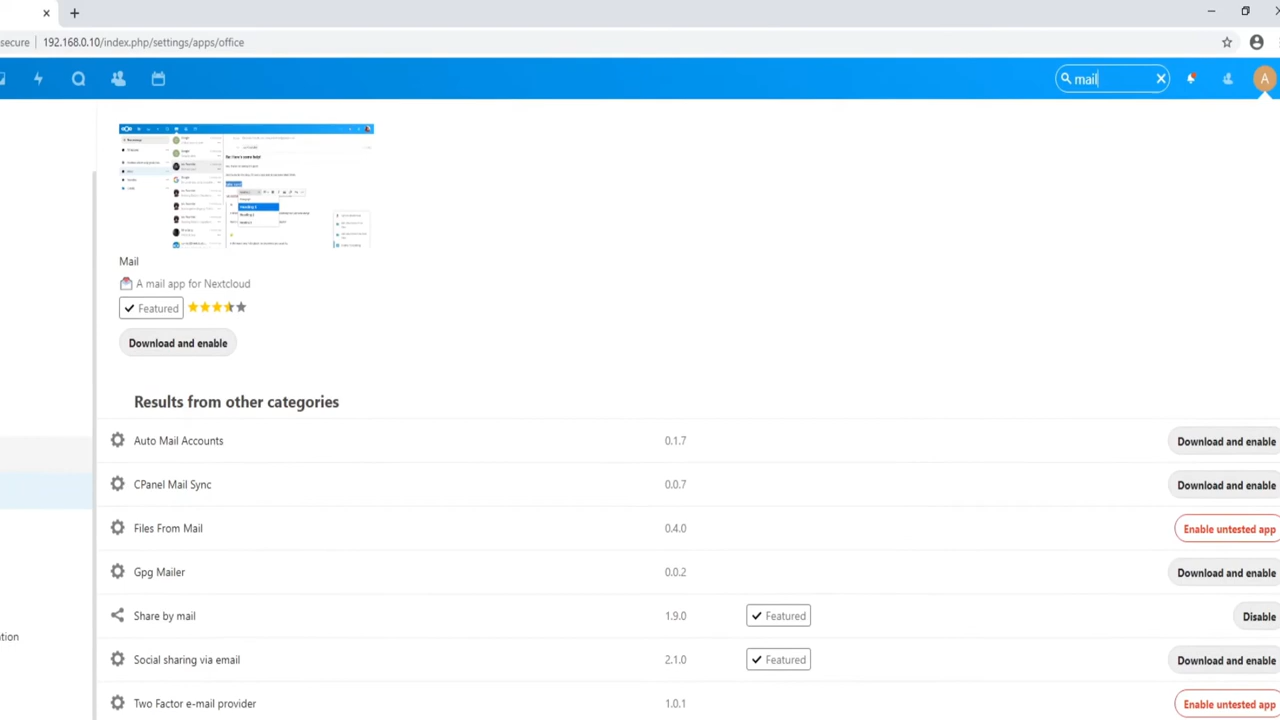 secure 192.168.0.10/index.php/settings/apps/office
mail
A
Mail
A mail app for Nextcloud
Featured
Download and enable
Results from other categories
Auto Mail Accounts 0.1.7 Download and enable
CPanel Mail Sync 0.0.7 Download and enable
Files From Mail 0.4.0 Enable untested app
Gpg Mailer 0.0.2 Download and enable
Share by mail 1.9.0 Featured Disable
ation
Social sharing via email 2.1.0 Featured Download and enable
Two Factor e-mail provider 1.0.1 Enable untested app